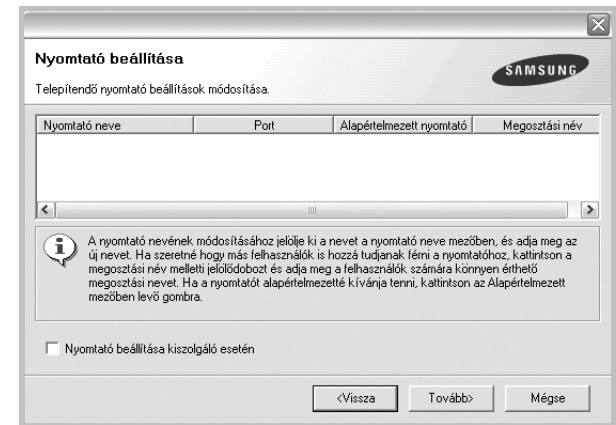 Nyomtató beállítása
SAMSUNG
Telepítendő nyomtató beállítások módosítása.
Nyomtató neve Port Alapértelmezett nyomtató Megosztási név
A nyomtató nevének módosításához jelölje ki a nevet a nyomtató neve mezőben, és adja meg az
új nevet. Ha szeretné hogy más felhasználók is hozzá tudjanak férni a nyomtatóhoz, kattintson a
megosztási név melletti jelölődobozt és adja meg a felhasználók számára könnyen érthető
megosztási nevet. Ha a nyomtatót alapértelmezetté kívánja tenni, kattintson az Alapértelmezett
mezőben levő gombra.
Nyomtató beállítása kiszolgáló esetén
<Vissza Tovább> Mégse